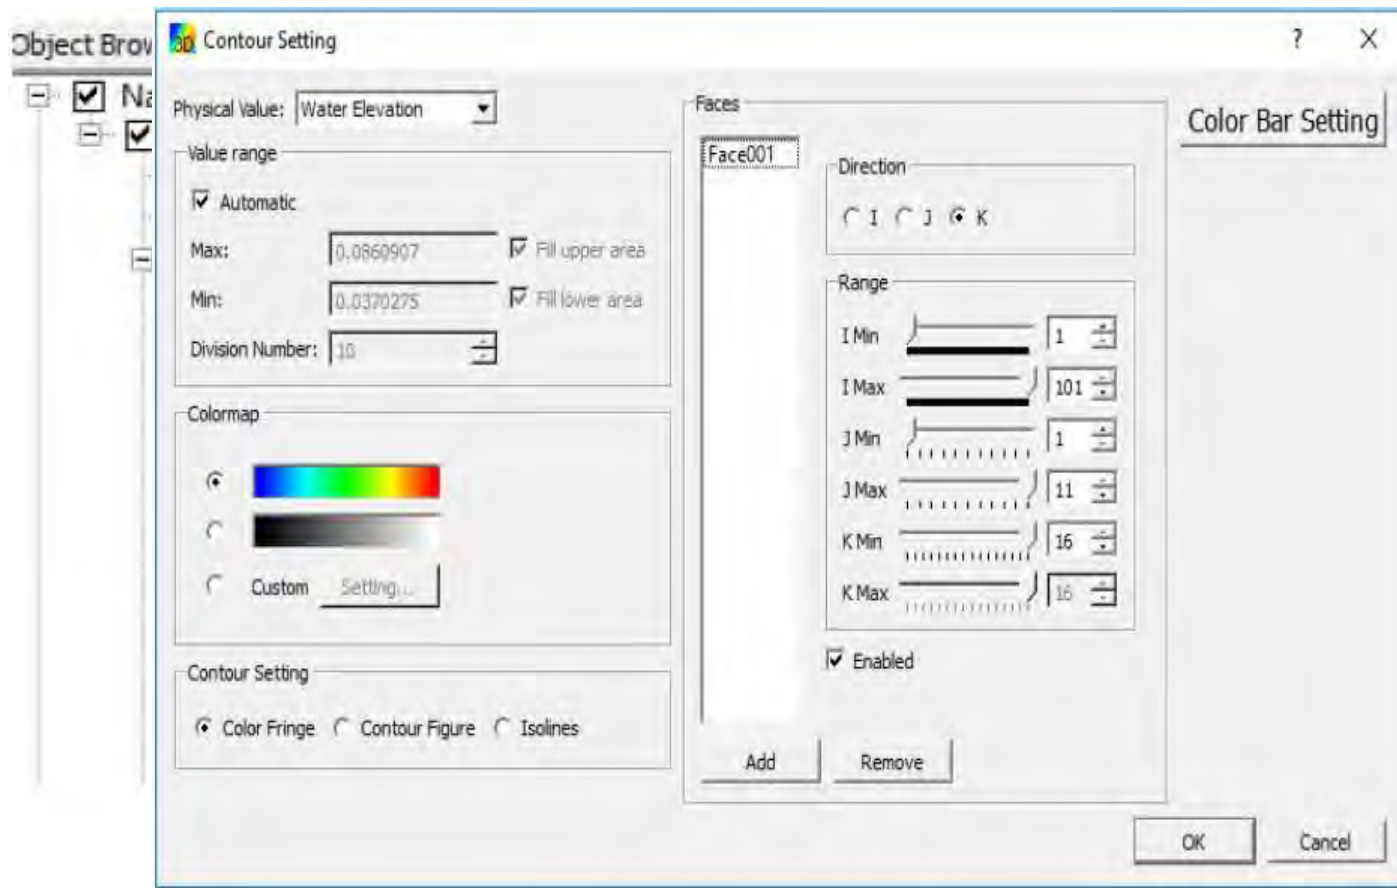 Object Brow
Contour Setting
?
Na
Physical Value: Water Elevation
Value range
Automatic
Max: 0.0860907 Fill upper area
Min: 0.0370275 Fill lower area
Division Number: 10
Colormap
Custom Setting...
Contour Setting
Color Fringe Contour Figure Isolines
Faces
Face001
Direction
I J K
Range
I Min 1
I Max 101
J Min 1
J Max 11
K Min 16
K Max 16
Enabled
Add Remove
Color Bar Setting
OK Cancel